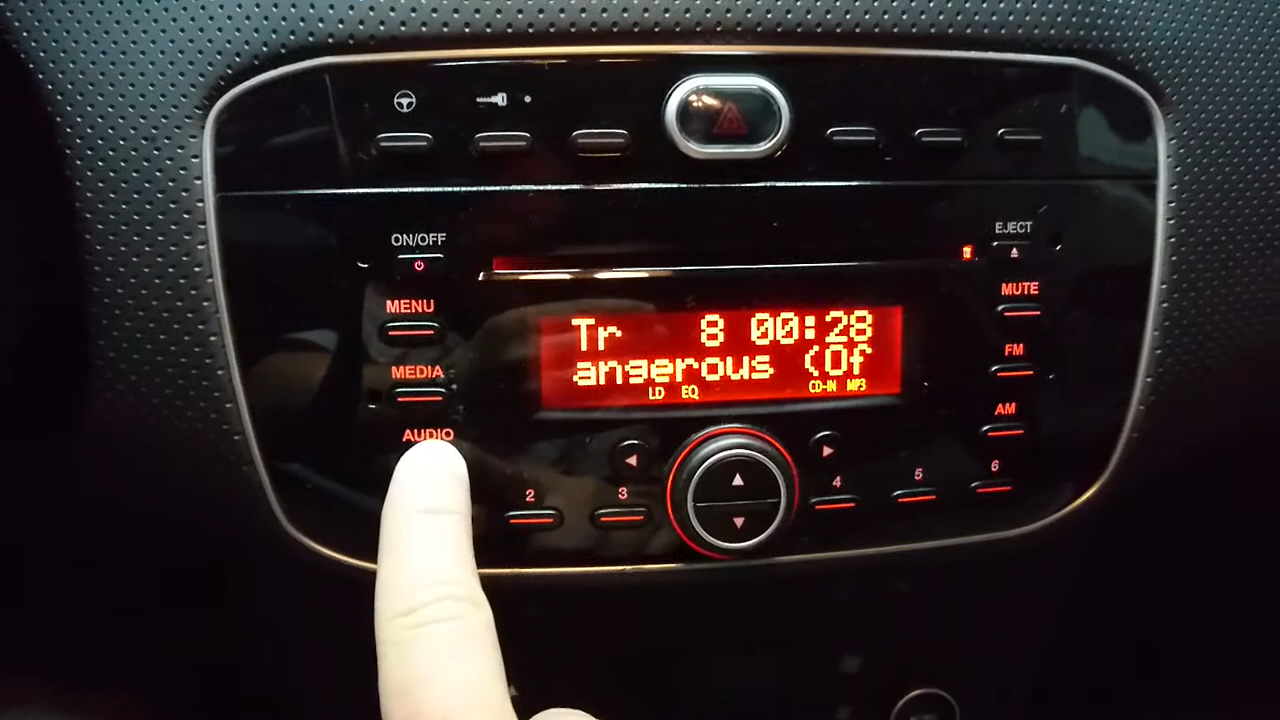 ON/OFF
EJECT
MENU
MUTE
Tr 8 00:28
FM
MEDIA
angerous (Of
LD EQ CD-IN MP3
AM
AUDIO
2 3 4 5 6